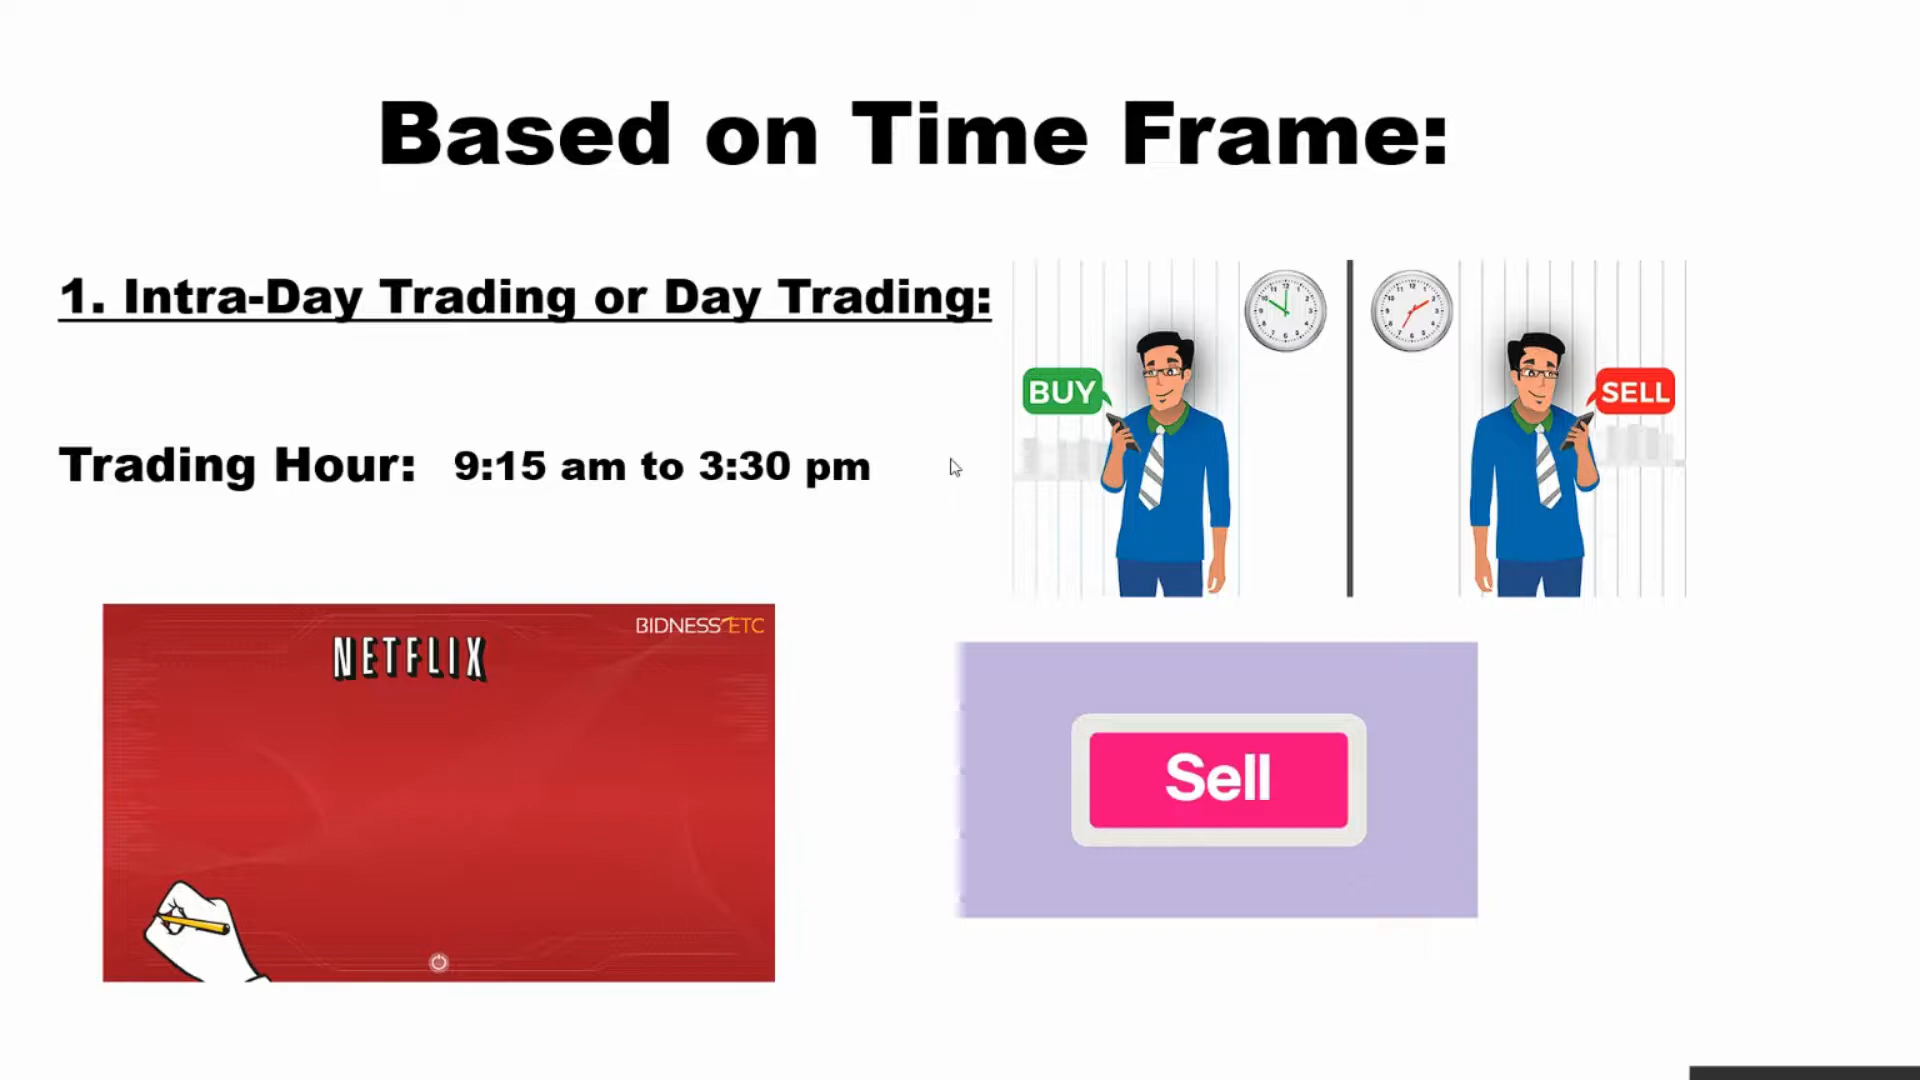 Based on Time Frame:
1. Intra-Day Trading or Day Trading:
BUY
SELL
Trading Hour: 9:15 am to 3:30 pm
BIDNESS ETC
NETFLIX
Sell